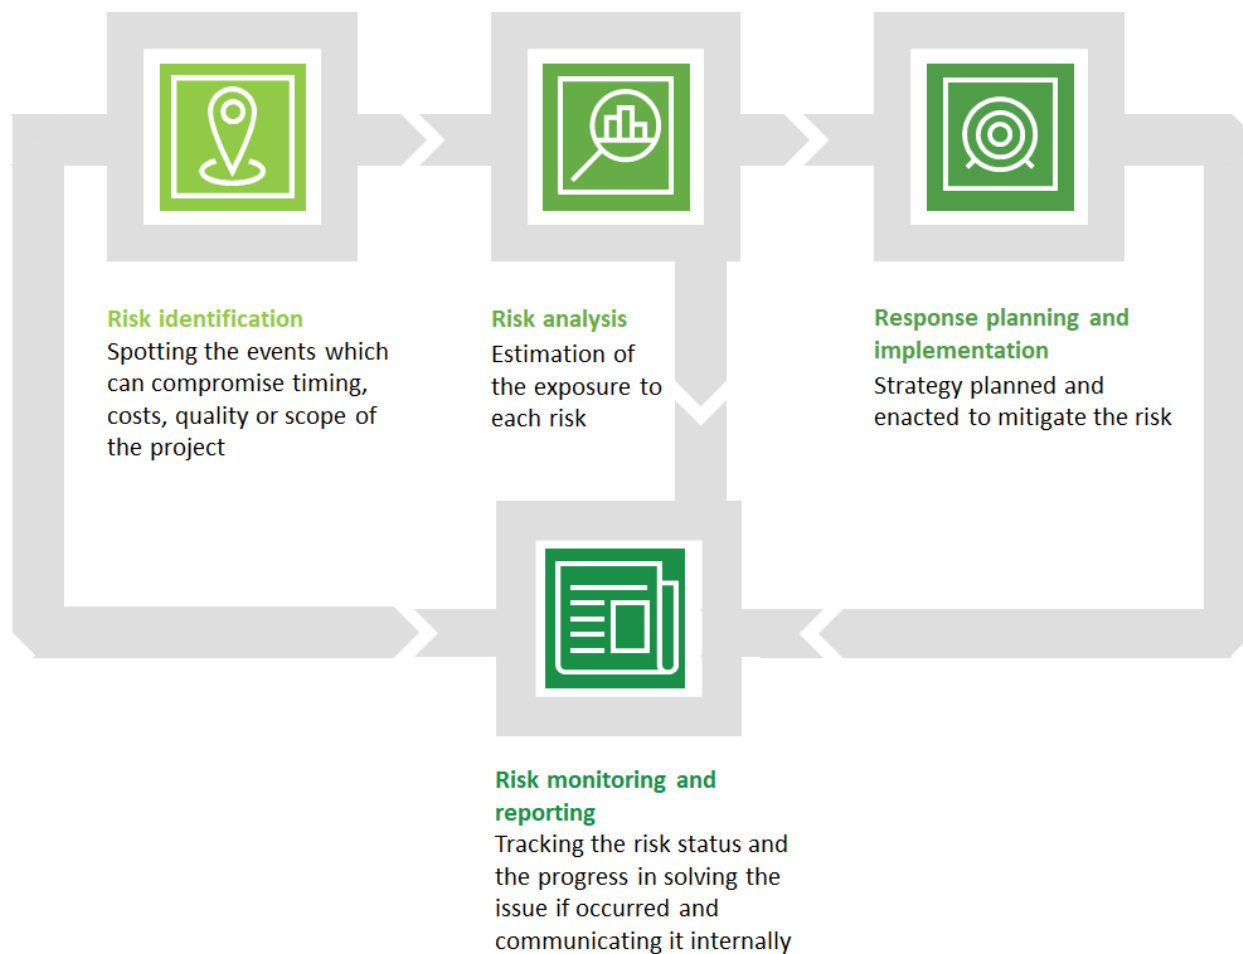 Risk identification
Spotting the events which
can compromise timing,
costs, quality or scope of
the project
Risk analysis
Estimation of
the exposure to
each risk
Response planning and
implementation
Strategy planned and
enacted to mitigate the risk
Risk monitoring and
reporting
Tracking the risk status and
the progress in solving the
issue if occurred and
communicating it internally